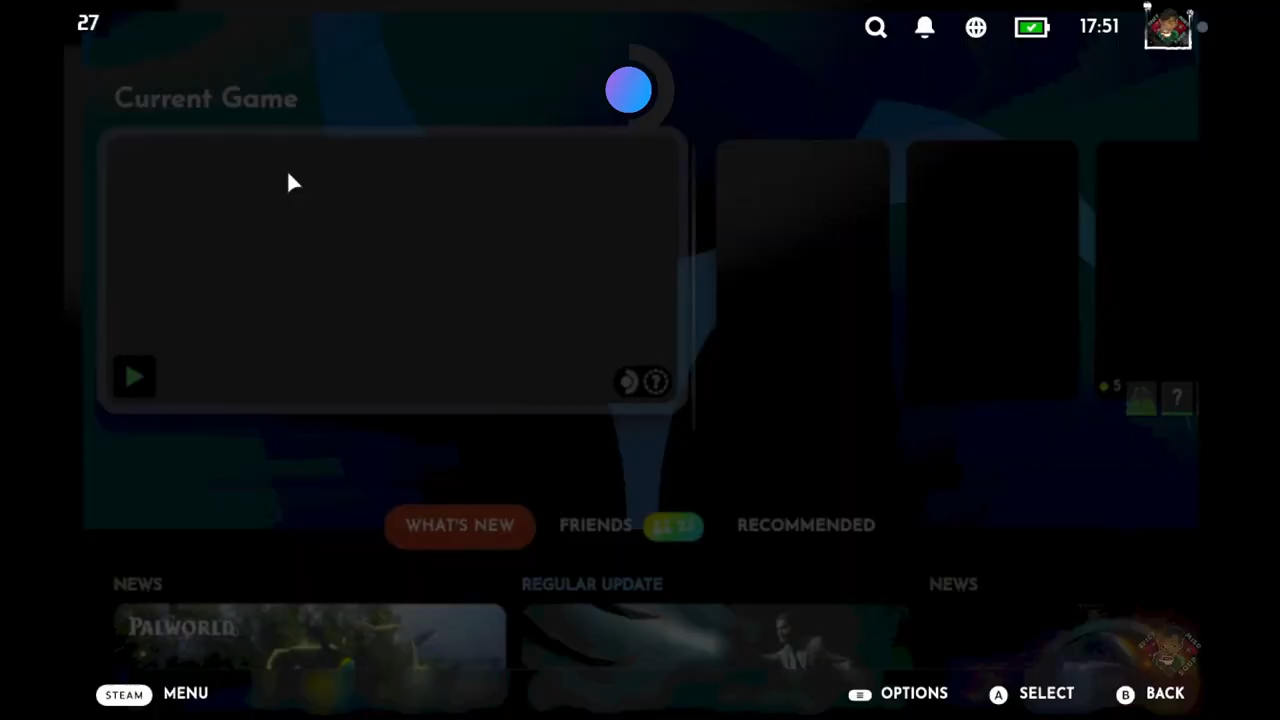 27
17:51
Current Game
?
5
?
WHAT'S NEW
FRIENDS
RECOMMENDED
NEWS
REGULAR UPDATE
NEWS
PALWORLD
STEAM MENU
OPTIONS
A SELECT
B BACK